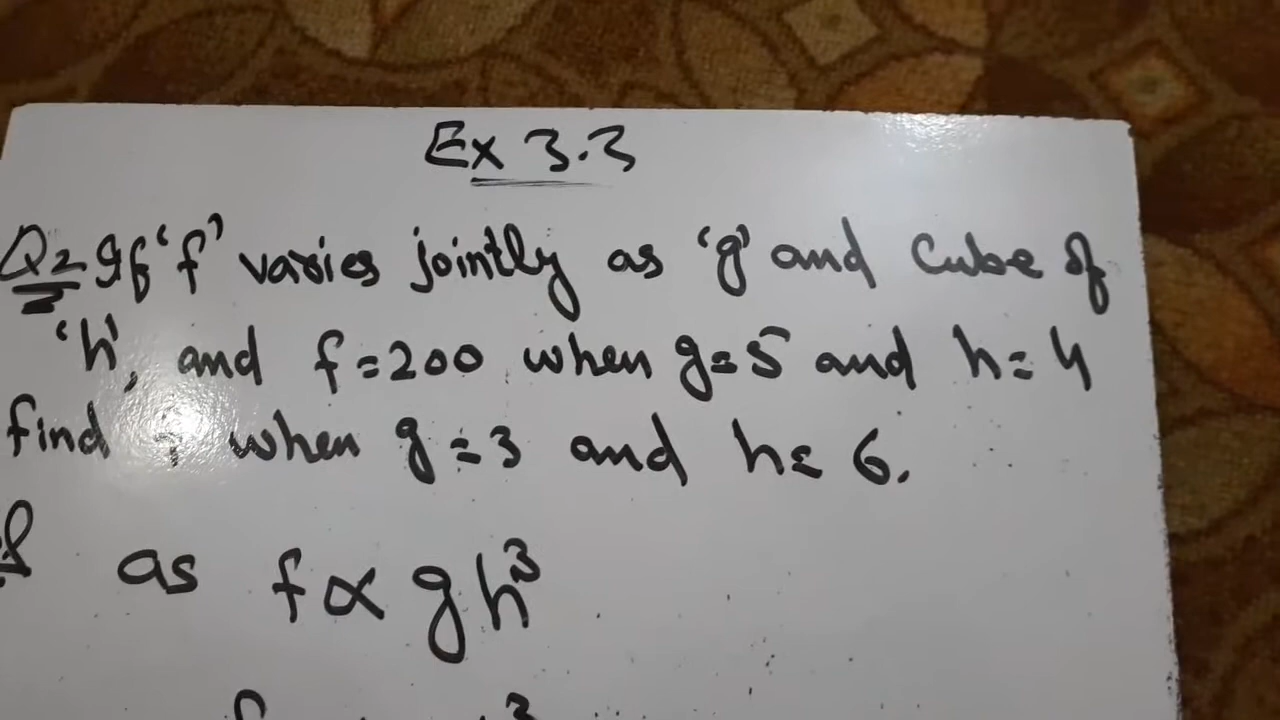 Ex 3.3
Q2 If 'f' varies jointly as 'g' and Cube of
'h', and f=200 when g=5 and h=4
find when g=3 and h=6.
as f∝gh³